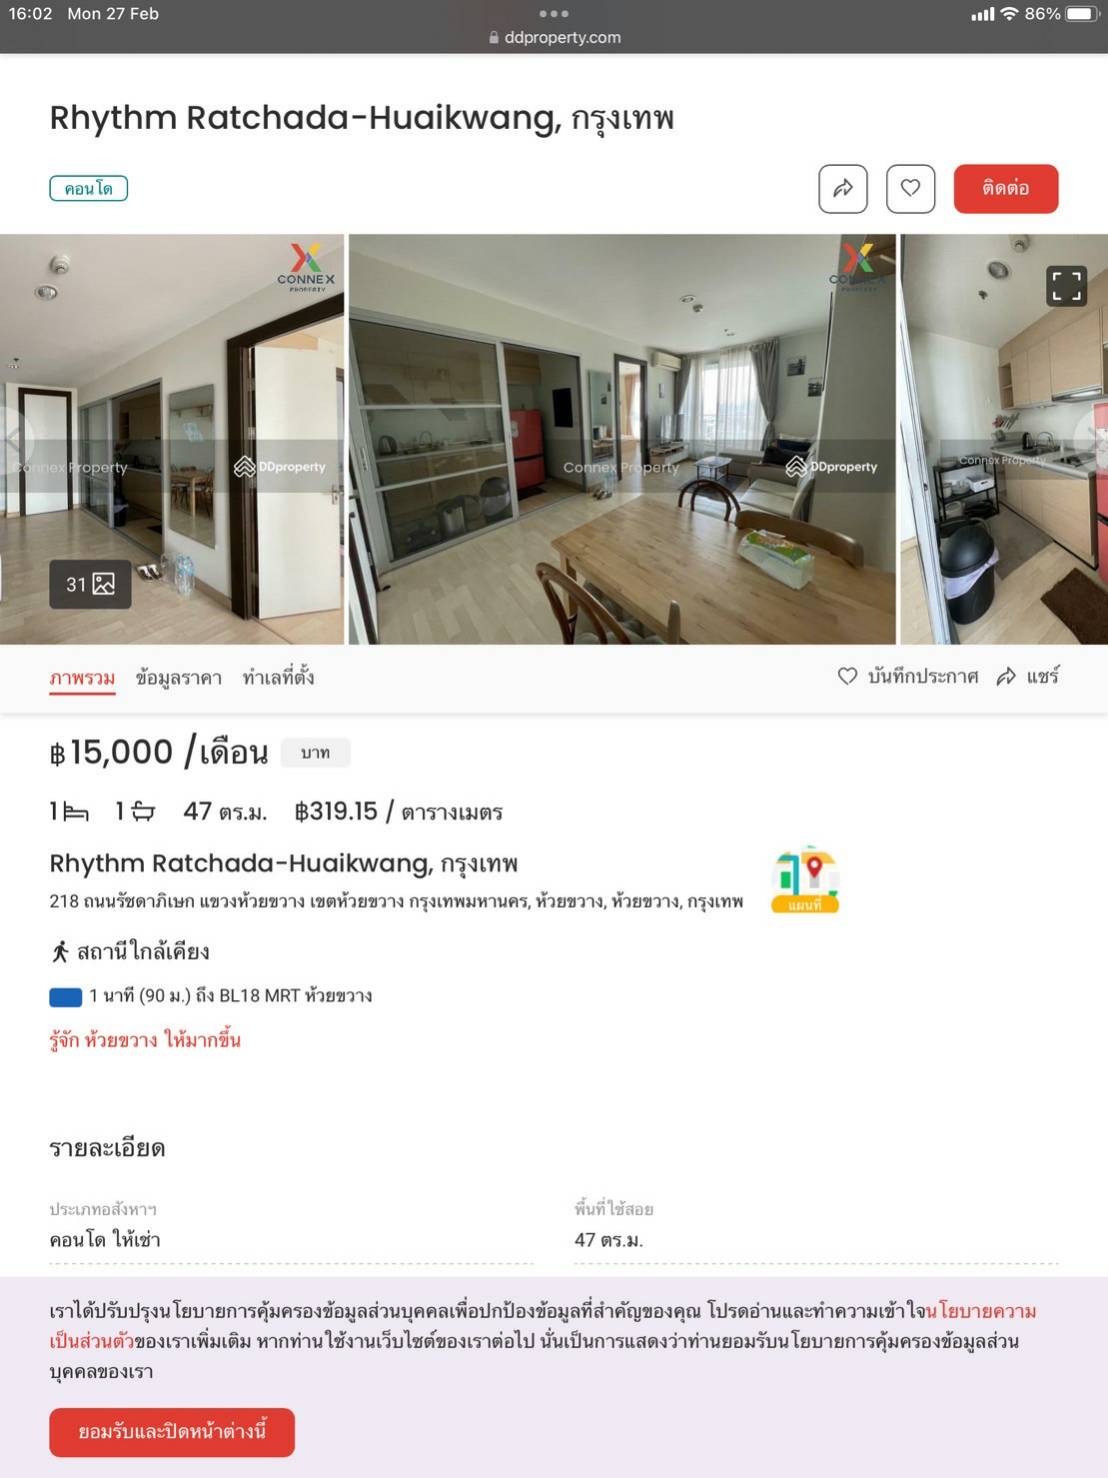 16:02 Mon 27 Feb
86%
ddproperty.com
Rhythm Ratchada-Huaikwang, กรุงเทพ
คอนโด
ติดต่อ
CONNEX
PROPERTY
CONNEX
PROPERTY
Connex Property
DDproperty
Connex Property
DDproperty
Connex Property
31
ภาพรวม ข้อมูลราคา ทำเลที่ตั้ง
บันทึกประกาศ แชร์
฿15,000 /เดือน บาท
1 1 47 ตร.ม. ฿319.15 / ตารางเมตร
Rhythm Ratchada-Huaikwang, กรุงเทพ
218 ถนนรัชดาภิเษก แขวงห้วยขวาง เขตห้วยขวาง กรุงเทพมหานคร, ห้วยขวาง, ห้วยขวาง, กรุงเทพ
แผนที่
สถานีใกล้เคียง
1 นาที (90 ม.) ถึง BL18 MRT ห้วยขวาง
รู้จัก ห้วยขวาง ให้มากขึ้น
รายละเอียด
ประเภทอสังหาฯ
คอนโด ให้เช่า
พื้นที่ใช้สอย
47 ตร.ม.
เราได้ปรับปรุงนโยบายการคุ้มครองข้อมูลส่วนบุคคลเพื่อปกป้องข้อมูลที่สำคัญของคุณ โปรดอ่านและทำความเข้าใจนโยบายความ
เป็นส่วนตัวของเราเพิ่มเติม หากท่านใช้งานเว็บไซต์ของเราต่อไป นั่นเป็นการแสดงว่าท่านยอมรับนโยบายการคุ้มครองข้อมูลส่วน
บุคคลของเรา
ยอมรับและปิดหน้าต่างนี้